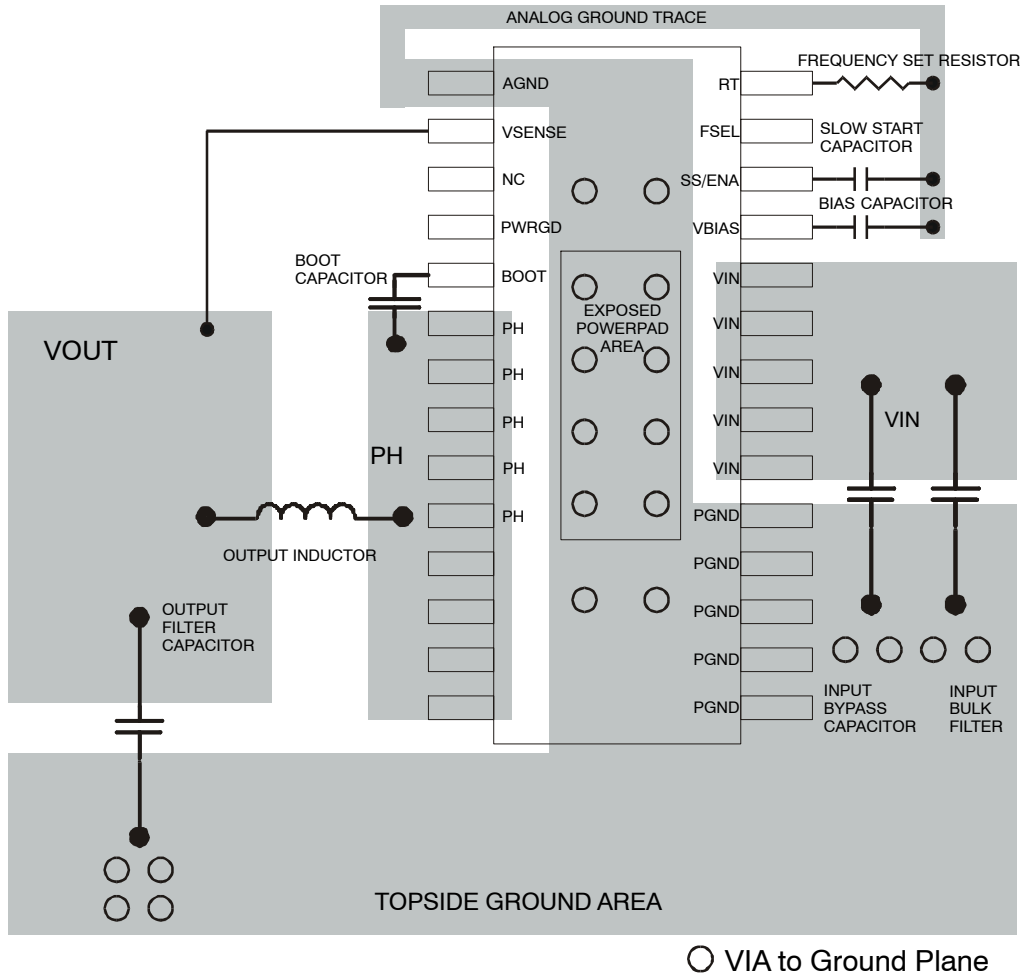 ANALOG GROUND TRACE
FREQUENCY SET RESISTOR
AGND
RT
VSENSE
FSEL
SLOW START
CAPACITOR
NC
SS/ENA
BIAS CAPACITOR
PWRGD
VBIAS
BOOT
CAPACITOR
BOOT
VIN
EXPOSED
POWERPAD
AREA
PH
VIN
VOUT
PH
VIN
PH
VIN
VIN
PH
PH
VIN
PH
PGND
OUTPUT INDUCTOR
PGND
OUTPUT
FILTER
CAPACITOR
PGND
PGND
INPUT
BYPASS
CAPACITOR
INPUT
BULK
FILTER
PGND
TOPSIDE GROUND AREA
VIA to Ground Plane